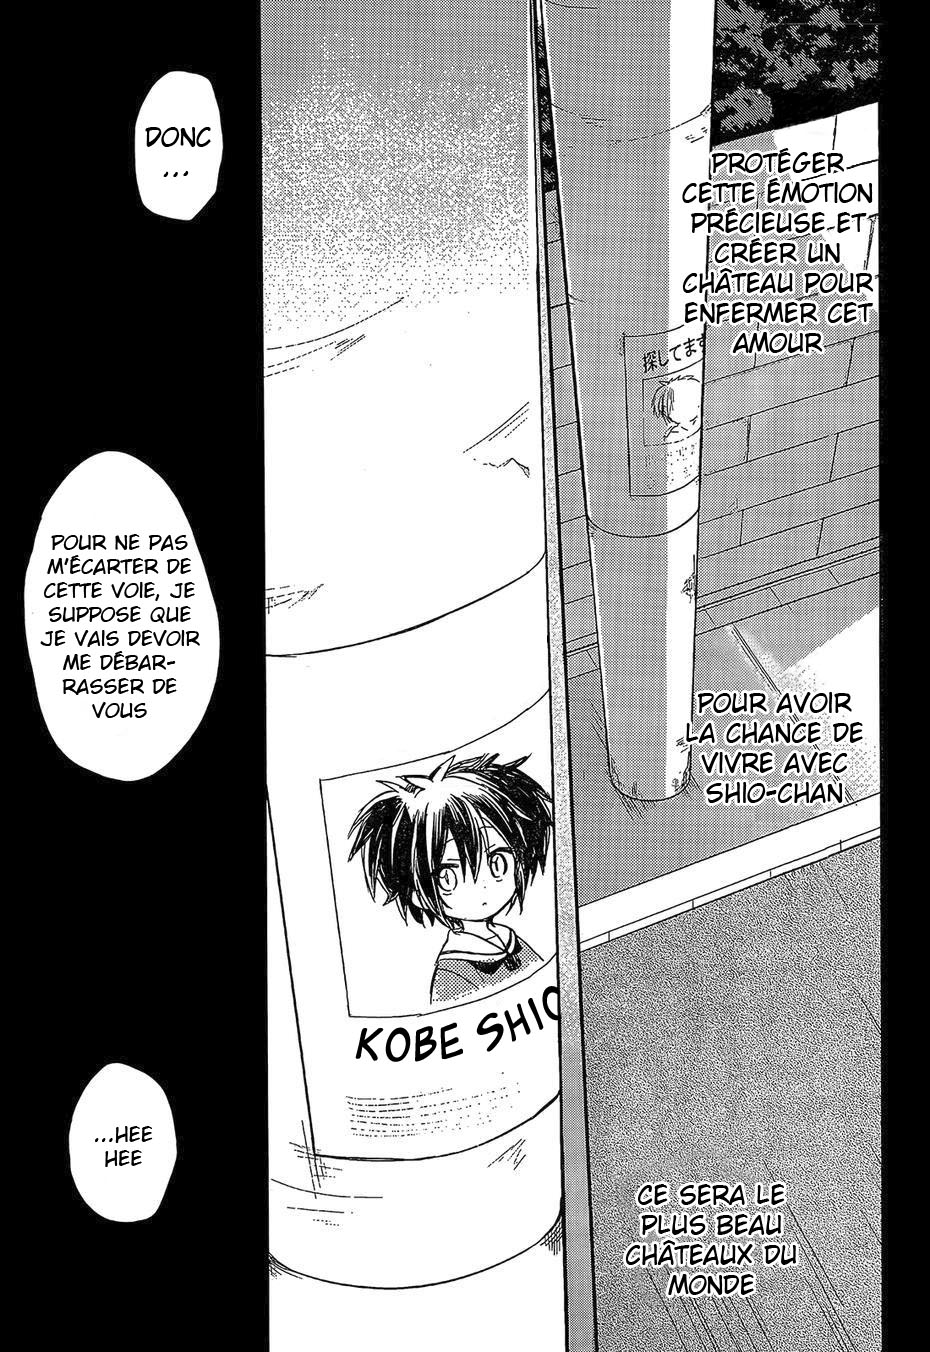 PROTÉGER
CETTE ÉMOTION
PRÉCIEUSE ET
CRÉER UN
CHÂTEAU POUR
ENFERMER CET
AMOUR
探してます
POUR AVOIR
LA CHANCE DE
VIVRE AVEC
SHIO-CHAN
CE SERA LE
PLUS BEAU
CHÂTEAUX DU
MONDE
DONC
...
POUR NE PAS
M'ÉCARTER DE
CETTE VOIE, JE
SUPPOSE QUE
JE VAIS DEVOIR
ME DÉBAR-
RASSER DE
VOUS
KOBE SHIO
...HEE
HEE